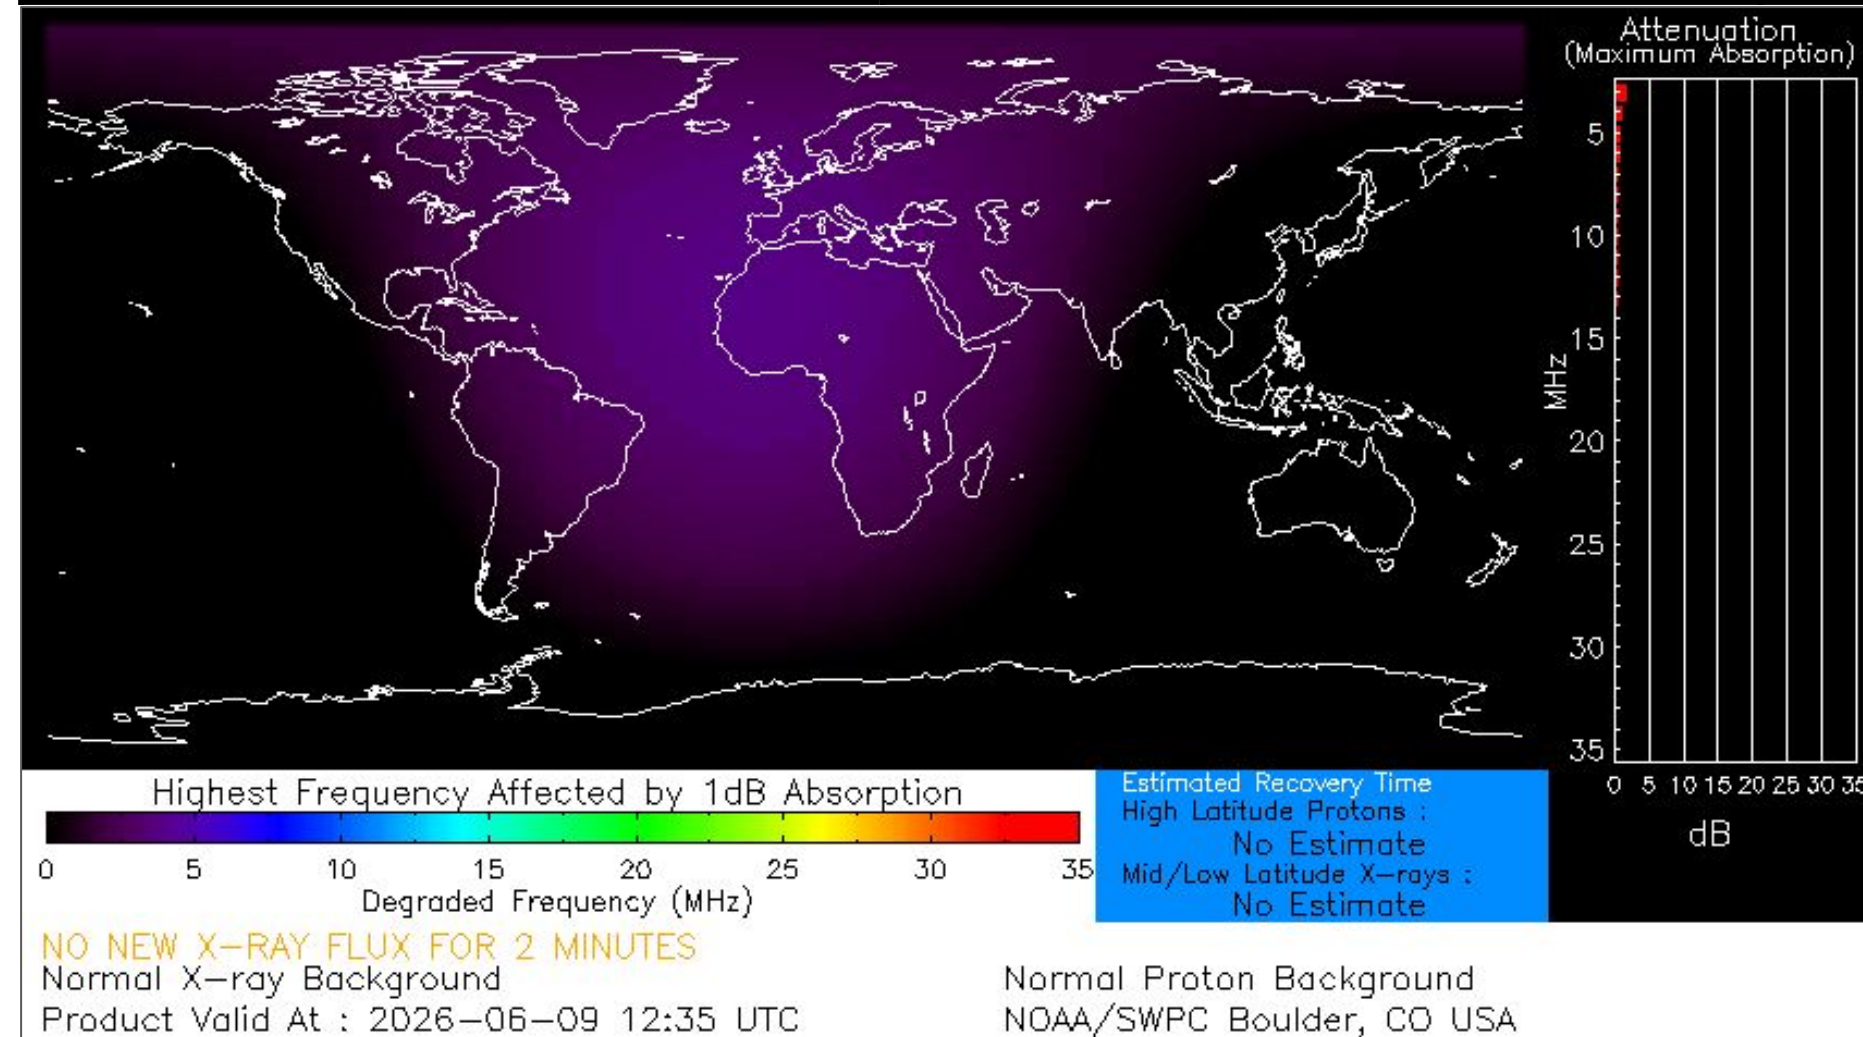 Attenuation
(Maximum Absorption)
5
10
15
20
25
30
35
MHz
0 5 10 15 20 25 30 35
dB
Highest Frequency Affected by 1dB Absorption
0 5 10 15 20 25 30 35
Degraded Frequency (MHz)
Estimated Recovery Time
High Latitude Protons :
No Estimate
Mid/Low Latitude X-rays :
No Estimate
NO NEW X-RAY FLUX FOR 2 MINUTES
Normal X-ray Background
Normal Proton Background
Product Valid At : 2026-06-09 12:35 UTC
NOAA/SWPC Boulder, CO USA